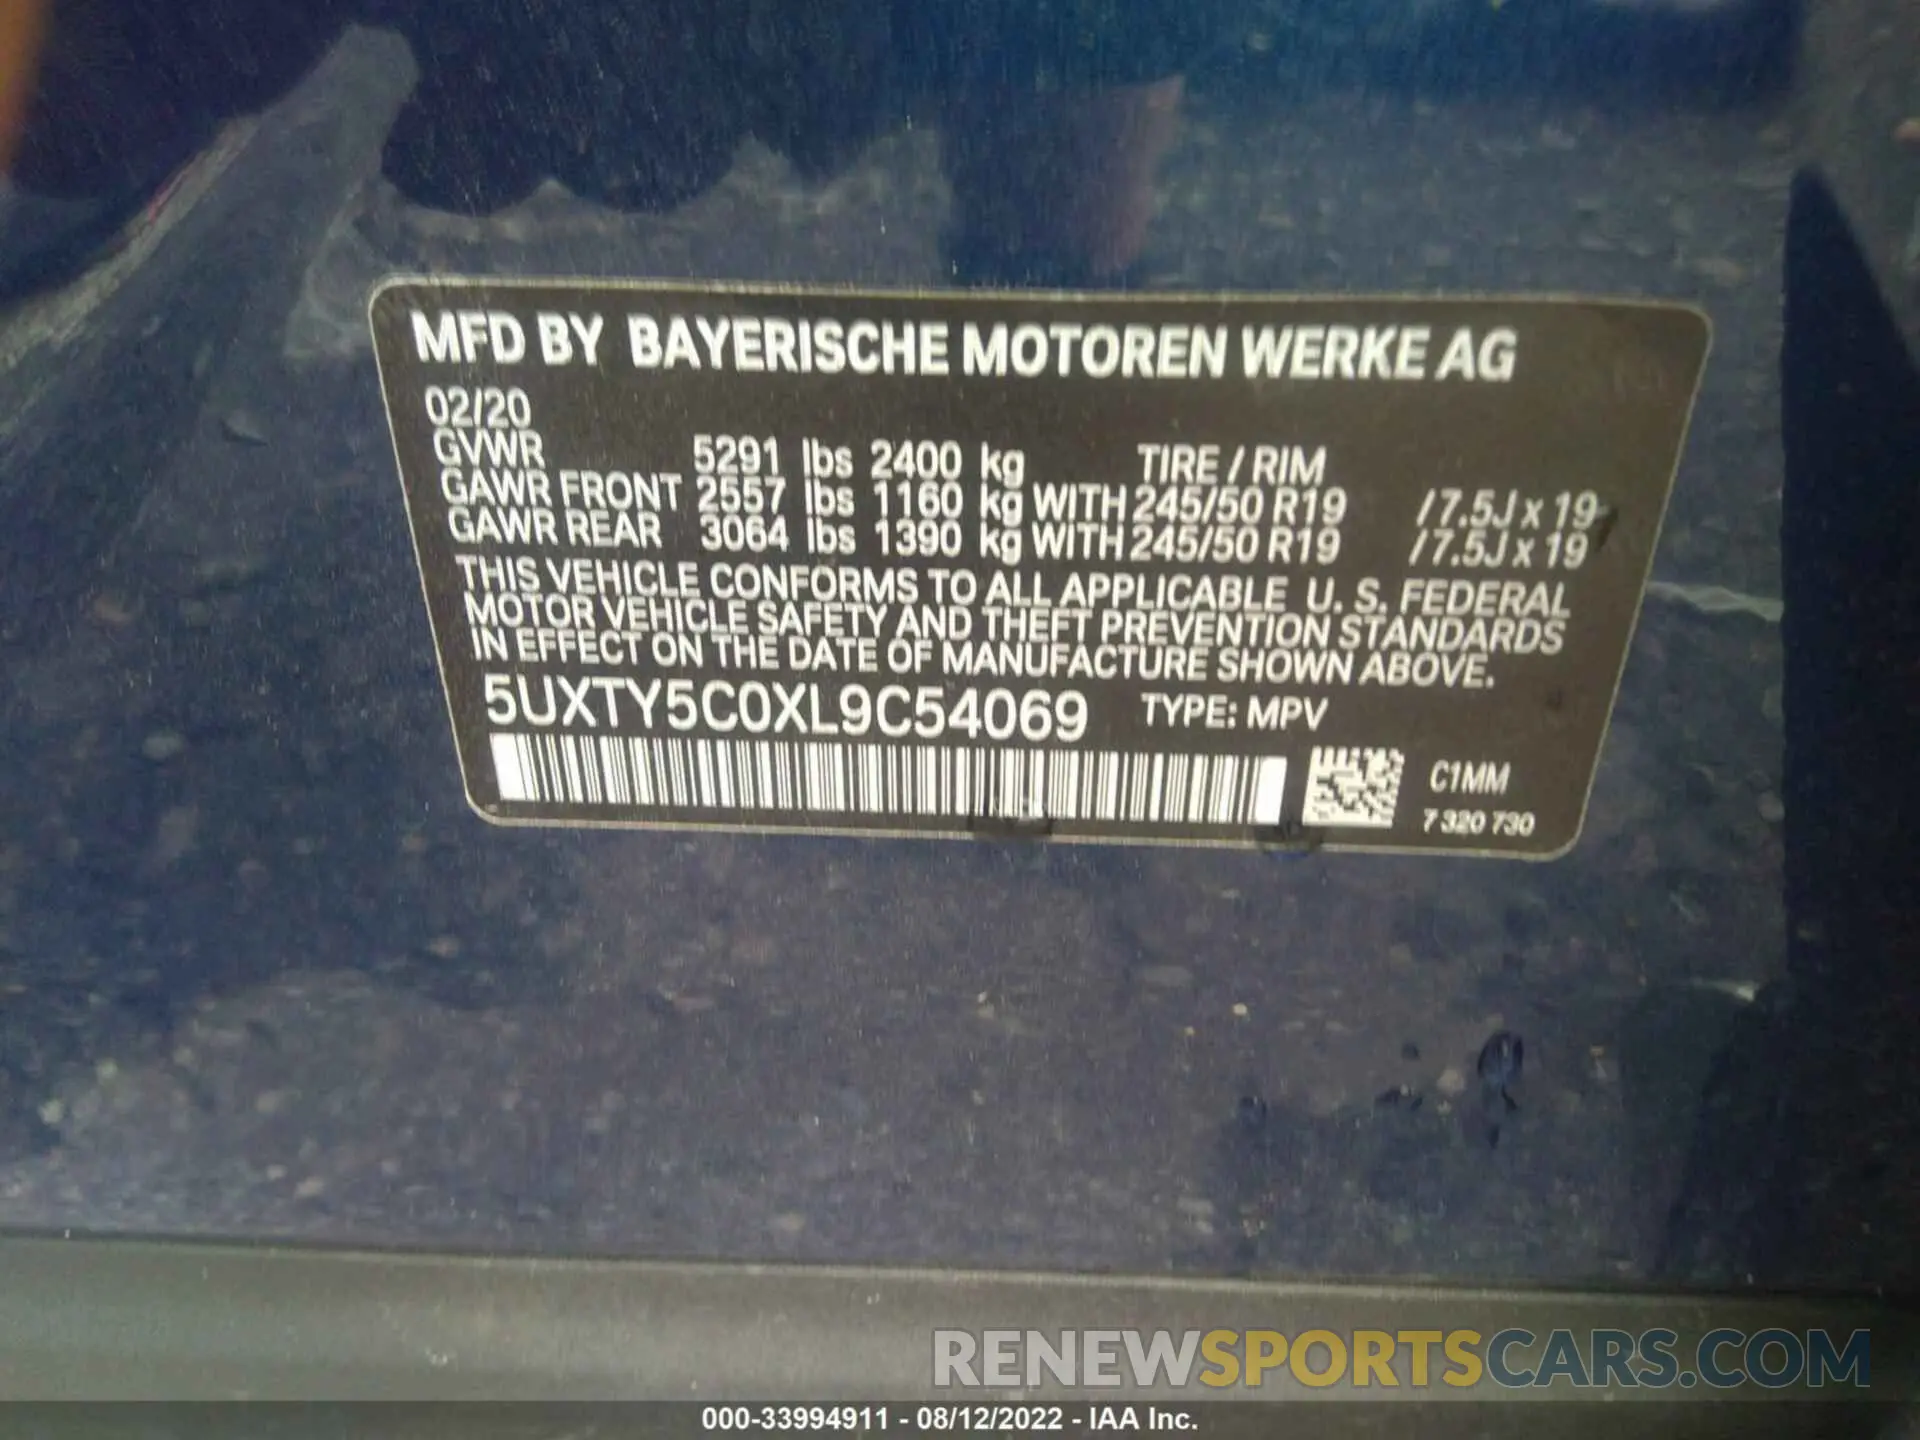 MFD BY BAYERISCHE MOTOREN WERKE AG
02/20
GVWR 5291 lbs 2400 kg TIRE / RIM
GAWR FRONT 2557 lbs 1160 kg WITH 245/50 R19 / 7.5J x 19
GAWR REAR 3064 lbs 1390 kg WITH 245/50 R19 / 7.5J x 19
THIS VEHICLE CONFORMS TO ALL APPLICABLE U. S. FEDERAL
MOTOR VEHICLE SAFETY AND THEFT PREVENTION STANDARDS
IN EFFECT ON THE DATE OF MANUFACTURE SHOWN ABOVE.
5UXTY5C0XL9C54069 TYPE: MPV
C1MM
7 320 730
RENEWSPORTSCARS.COM
000-33994911 - 08/12/2022 - IAA Inc.